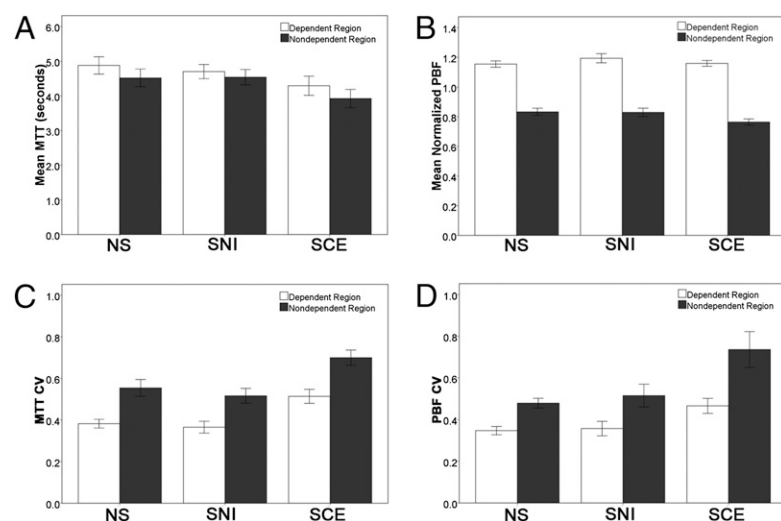 A
Dependent Region
Nondependent Region
Mean MTT (seconds)
6.0
5.0
4.0
3.0
2.0
1.0
0.0
NS SNI SCE
B
Dependent Region
Nondependent Region
Mean Normalized PBF
1.4
1.2
1.0
0.8
0.6
0.4
0.2
0.0
NS SNI SCE
C
Dependent Region
Nondependent Region
MTT CV
1.0
0.8
0.6
0.4
0.2
0.0
NS SNI SCE
D
Dependent Region
Nondependent Region
PBF CV
1.0
0.8
0.6
0.4
0.2
0.0
NS SNI SCE